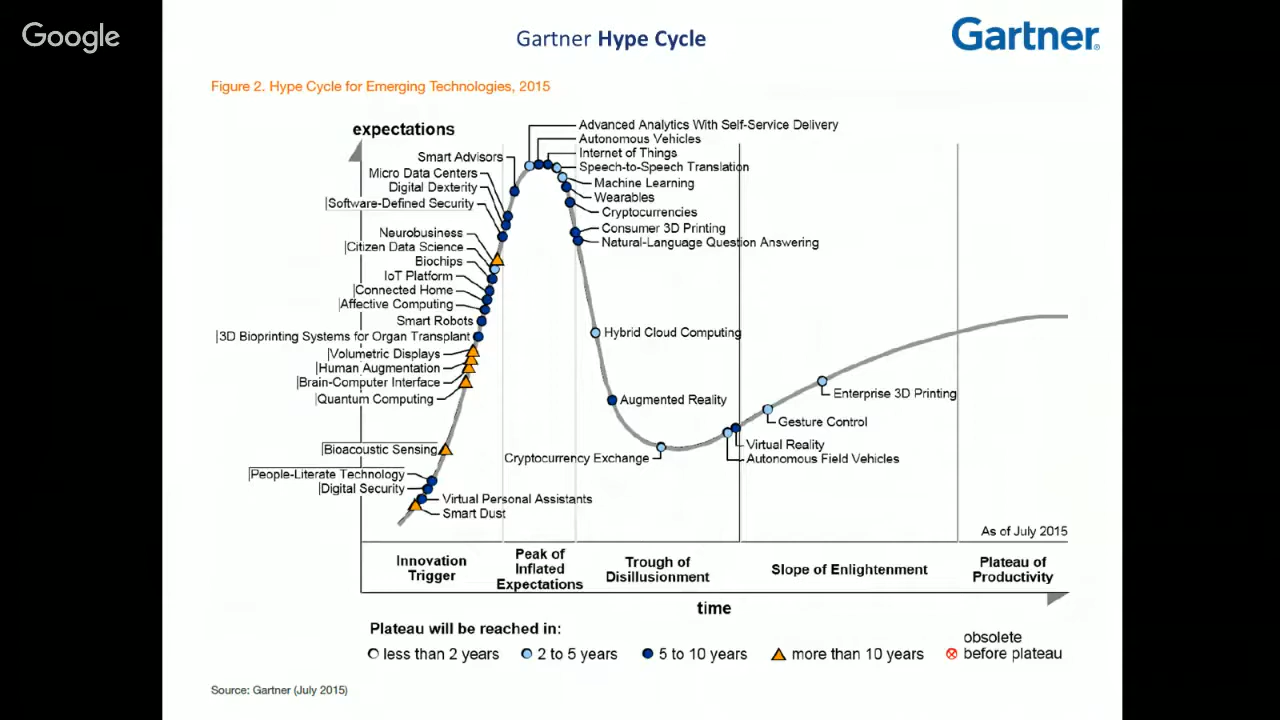 Google
Gartner Hype Cycle
Gartner®
Figure 2. Hype Cycle for Emerging Technologies, 2015
expectations
Advanced Analytics With Self-Service Delivery
Autonomous Vehicles
Internet of Things
Speech-to-Speech Translation
Machine Learning
Wearables
Cryptocurrencies
Consumer 3D Printing
Natural-Language Question Answering
Smart Advisors
Micro Data Centers
Digital Dexterity
Software-Defined Security
Neurobusiness
Citizen Data Science
Biochips
IoT Platform
Connected Home
Affective Computing
Smart Robots
3D Bioprinting Systems for Organ Transplant
Volumetric Displays
Human Augmentation
Brain-Computer Interface
Quantum Computing
Bioacoustic Sensing
People-Literate Technology
Digital Security
Virtual Personal Assistants
Smart Dust
Hybrid Cloud Computing
Augmented Reality
Cryptocurrency Exchange
Enterprise 3D Printing
Gesture Control
Virtual Reality
Autonomous Field Vehicles
As of July 2015
Innovation
Trigger
Peak of
Inflated
Expectations
Trough of
Disillusionment
Slope of Enlightenment
Plateau of
Productivity
time
Plateau will be reached in:
less than 2 years
2 to 5 years
5 to 10 years
more than 10 years
obsolete
before plateau
Source: Gartner (July 2015)